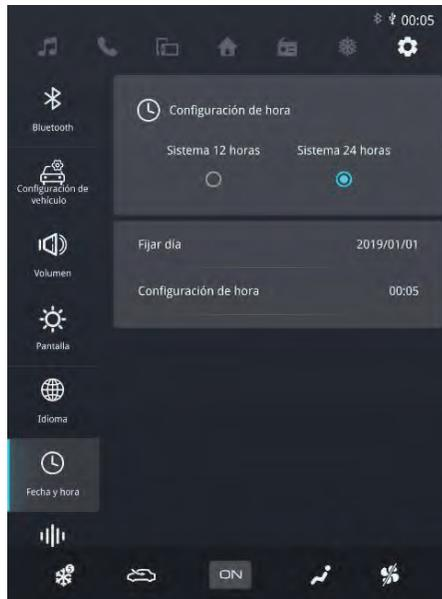 00:05
Bluetooth
Configuración de hora
Sistema 12 horas
Sistema 24 horas
Configuración de
vehículo
Fijar día
2019/01/01
Volumen
Configuración de hora
00:05
Pantalla
Idioma
Fecha y hora
ON